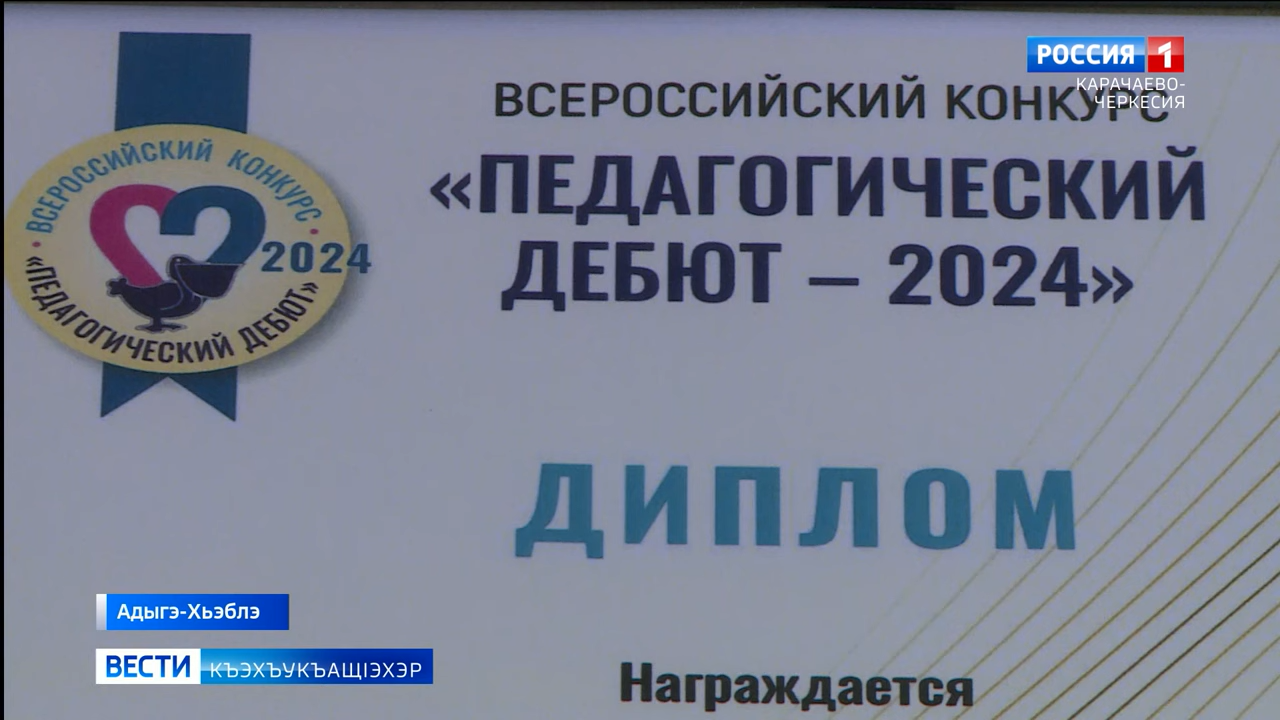 РОССИЯ 1
КАРАЧАЕВО-
ЧЕРКЕСИЯ
ВСЕРОССИЙСКИЙ КОНКУРС
«ПЕДАГОГИЧЕСКИЙ
ДЕБЮТ – 2024»
• ВСЕРОССИЙСКИЙ КОНКУРС •
2024
«ПЕДАГОГИЧЕСКИЙ ДЕБЮТ»
ДИПЛОМ
Награждается
Адыгэ-Хьэблэ
ВЕСТИ КЪЭХЪУКЪАЩІЭХЭР